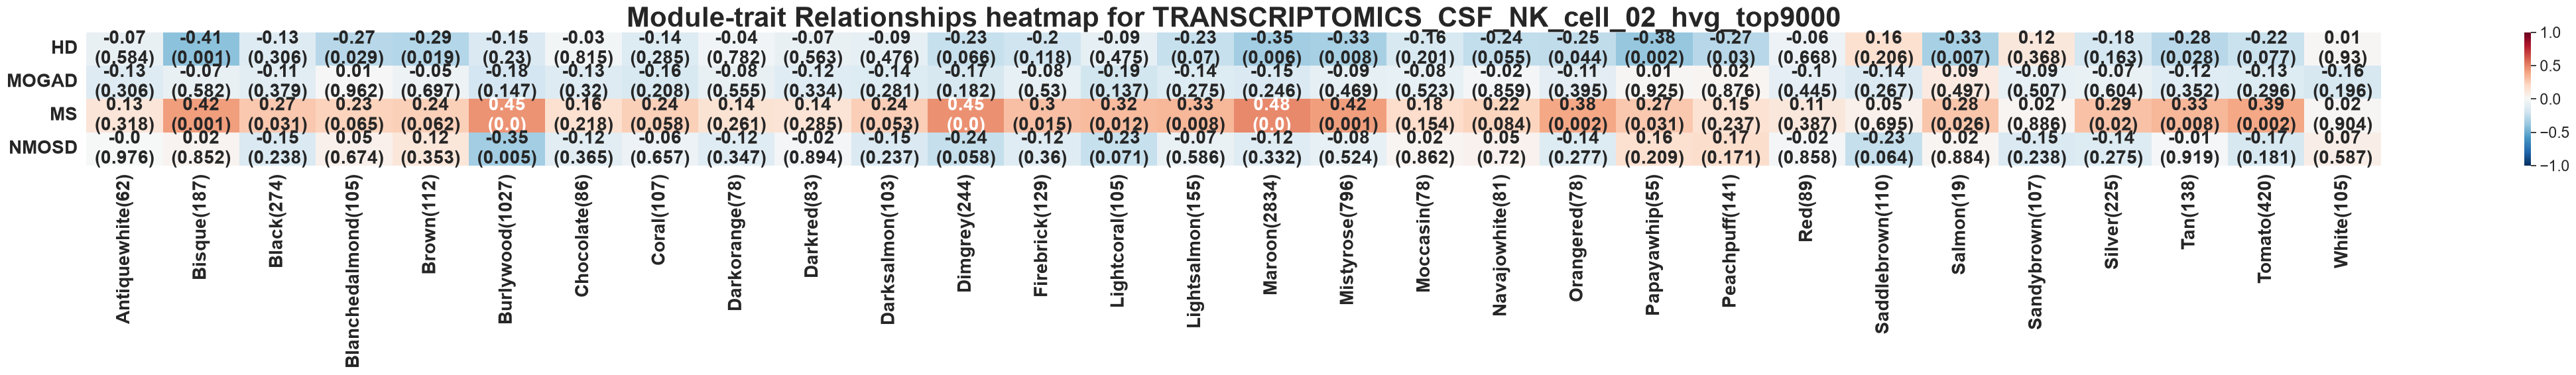 Module-trait Relationships heatmap for TRANSCRIPTOMICS_CSF_NK_cell_02_hvg_top9000
HD
-0.07 -0.41 -0.13 -0.27 -0.29 -0.15 -0.03 -0.14 -0.04 -0.07 -0.09 -0.23 -0.2 -0.09 -0.23 -0.35 -0.33 -0.16 -0.24 -0.25 -0.38 -0.27 -0.06 0.16 -0.33 0.12 -0.18 -0.28 -0.22 0.01
(0.584) (0.001) (0.306) (0.029) (0.019) (0.23) (0.815) (0.285) (0.782) (0.563) (0.476) (0.066) (0.118) (0.475) (0.07) (0.006) (0.008) (0.201) (0.055) (0.044) (0.002) (0.03) (0.668) (0.206) (0.007) (0.368) (0.163) (0.028) (0.077) (0.93)
MOGAD
-0.13 -0.07 -0.11 0.01 -0.05 -0.18 -0.13 -0.16 -0.08 -0.12 -0.14 -0.17 -0.08 -0.19 -0.14 -0.15 -0.09 -0.08 -0.02 -0.11 0.01 0.02 -0.1 -0.14 0.09 -0.09 -0.07 -0.12 -0.13 -0.16
(0.306) (0.582) (0.379) (0.962) (0.697) (0.147) (0.32) (0.208) (0.555) (0.334) (0.281) (0.182) (0.53) (0.137) (0.275) (0.246) (0.469) (0.523) (0.859) (0.395) (0.925) (0.876) (0.445) (0.267) (0.497) (0.507) (0.604) (0.352) (0.296) (0.196)
MS
0.13 0.42 0.27 0.23 0.24 0.45 0.16 0.24 0.14 0.14 0.24 0.45 0.3 0.32 0.33 0.48 0.42 0.18 0.22 0.38 0.27 0.15 0.11 0.05 0.28 0.02 0.29 0.33 0.39 0.02
(0.318) (0.001) (0.031) (0.065) (0.062) (0.0) (0.218) (0.058) (0.261) (0.285) (0.053) (0.0) (0.015) (0.012) (0.008) (0.0) (0.001) (0.154) (0.084) (0.002) (0.031) (0.237) (0.387) (0.695) (0.026) (0.886) (0.02) (0.008) (0.002) (0.904)
NMOSD
-0.0 0.02 -0.15 0.05 0.12 -0.35 -0.12 -0.06 -0.12 -0.02 -0.15 -0.24 -0.12 -0.23 -0.07 -0.12 -0.08 0.02 0.05 -0.14 0.16 0.17 -0.02 -0.23 0.02 -0.15 -0.14 -0.01 -0.17 0.07
(0.976) (0.852) (0.238) (0.674) (0.353) (0.005) (0.365) (0.657) (0.347) (0.894) (0.237) (0.058) (0.36) (0.071) (0.586) (0.332) (0.524) (0.862) (0.72) (0.277) (0.209) (0.171) (0.858) (0.064) (0.884) (0.238) (0.275) (0.919) (0.181) (0.587)
Antiquewhite(62)
Bisque(187)
Black(274)
Blanchedalmond(105)
Brown(112)
Burlywood(1027)
Chocolate(86)
Coral(107)
Darkorange(78)
Darkred(83)
Darksalmon(103)
Dimgrey(244)
Firebrick(129)
Lightcoral(105)
Lightsalmon(155)
Maroon(2834)
Mistyrose(796)
Moccasin(78)
Navajowhite(81)
Orangered(78)
Papayawhip(55)
Peachpuff(141)
Red(89)
Saddlebrown(110)
Salmon(19)
Sandybrown(107)
Silver(225)
Tan(138)
Tomato(420)
White(105)
1.0
0.5
0.0
−0.5
−1.0